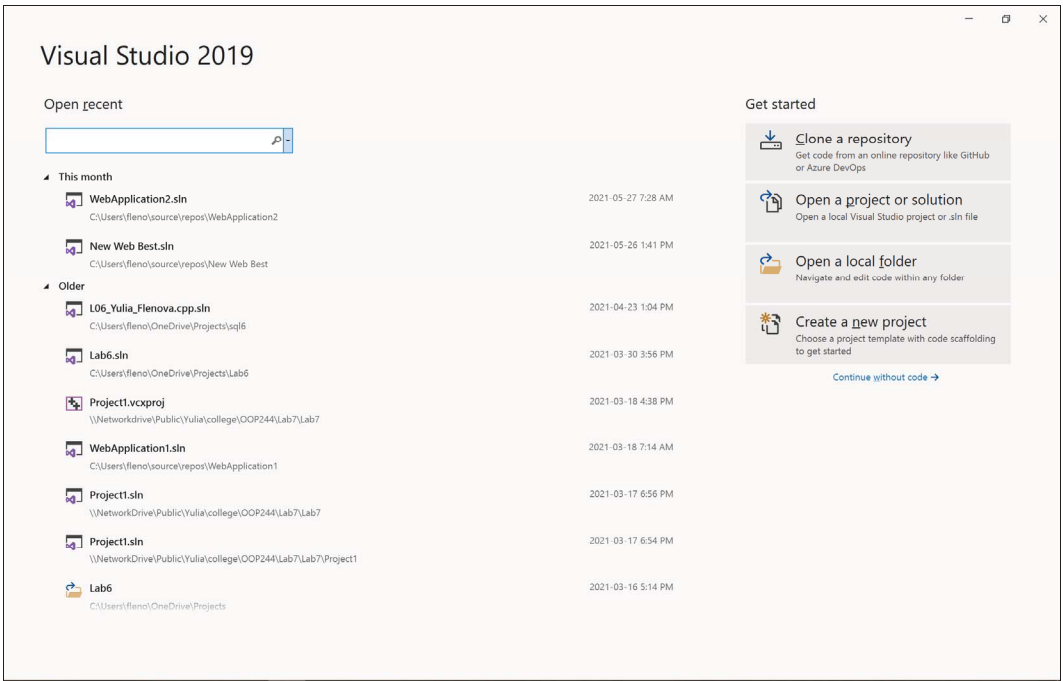 Visual Studio 2019
Open recent
This month
WebApplication2.sln 2021-05-27 7:28 AM
C:\Users\fleno\source\repos\WebApplication2
New Web Best.sln 2021-05-26 1:41 PM
C:\Users\fleno\source\repos\New Web Best
Older
L06_Yulia_Flenova.cpp.sln 2021-04-23 1:04 PM
C:\Users\fleno\OneDrive\Projects\sql6
Lab6.sln 2021-03-30 3:56 PM
C:\Users\fleno\OneDrive\Projects\Lab6
Project1.vcxproj 2021-03-18 4:38 PM
\\Networkdrive\Public\Yulia\college\OOP244\Lab7\Lab7
WebApplication1.sln 2021-03-18 7:14 AM
C:\Users\fleno\source\repos\WebApplication1
Project1.sln 2021-03-17 6:56 PM
\\NetworkDrive\Public\Yulia\college\OOP244\Lab7\Lab7
Project1.sln 2021-03-17 6:54 PM
\\NetworkDrive\Public\Yulia\college\OOP244\Lab7\Lab7\Project1
Lab6 2021-03-16 5:14 PM
C:\Users\fleno\OneDrive\Projects
Get started
Clone a repository
Get code from an online repository like GitHub
or Azure DevOps
Open a project or solution
Open a local Visual Studio project or .sln file
Open a local folder
Navigate and edit code within any folder
Create a new project
Choose a project template with code scaffolding
to get started
Continue without code →